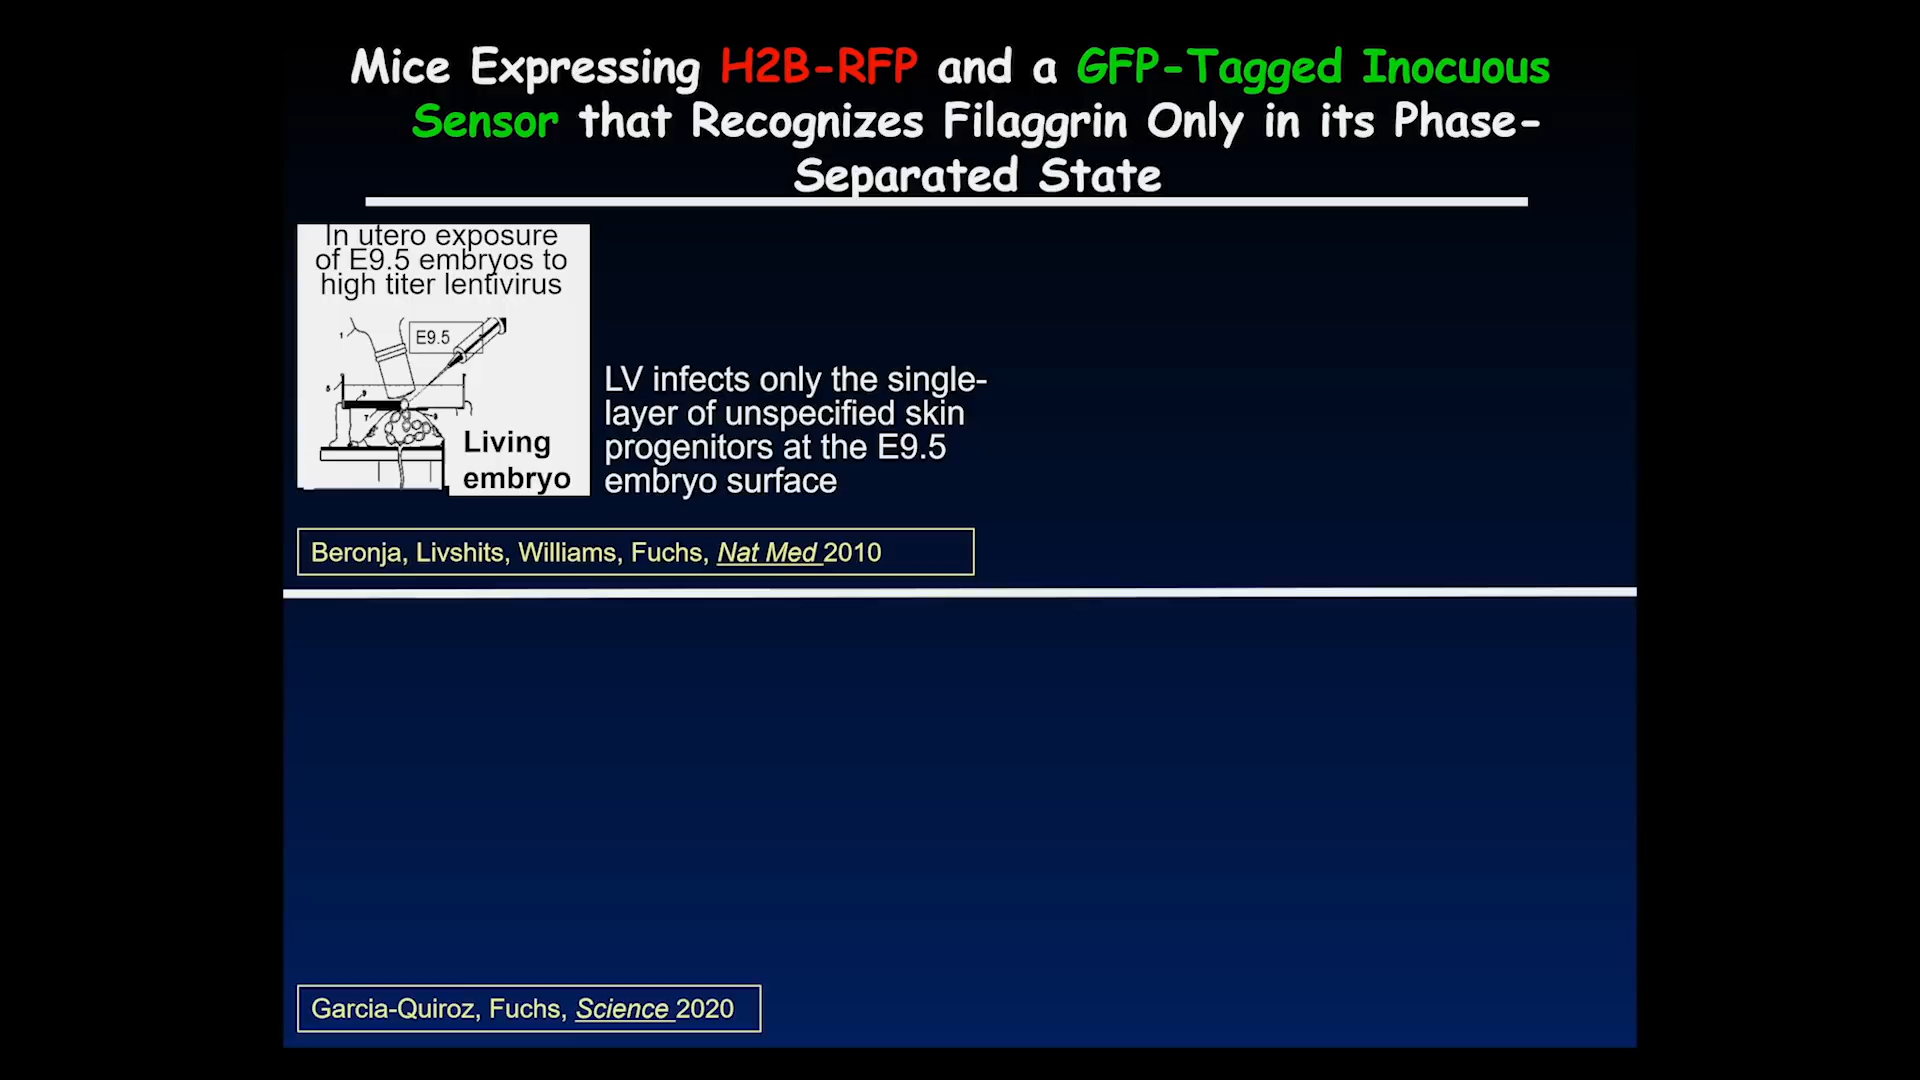 Mice Expressing H2B-RFP and a GFP-Tagged Inocuous
Sensor that Recognizes Filaggrin Only in its Phase-
Separated State
In utero exposure
of E9.5 embryos to
high titer lentivirus
E9.5
Living
embryo
LV infects only the single-
layer of unspecified skin
progenitors at the E9.5
embryo surface
Beronja, Livshits, Williams, Fuchs, Nat Med 2010
Garcia-Quiroz, Fuchs, Science 2020